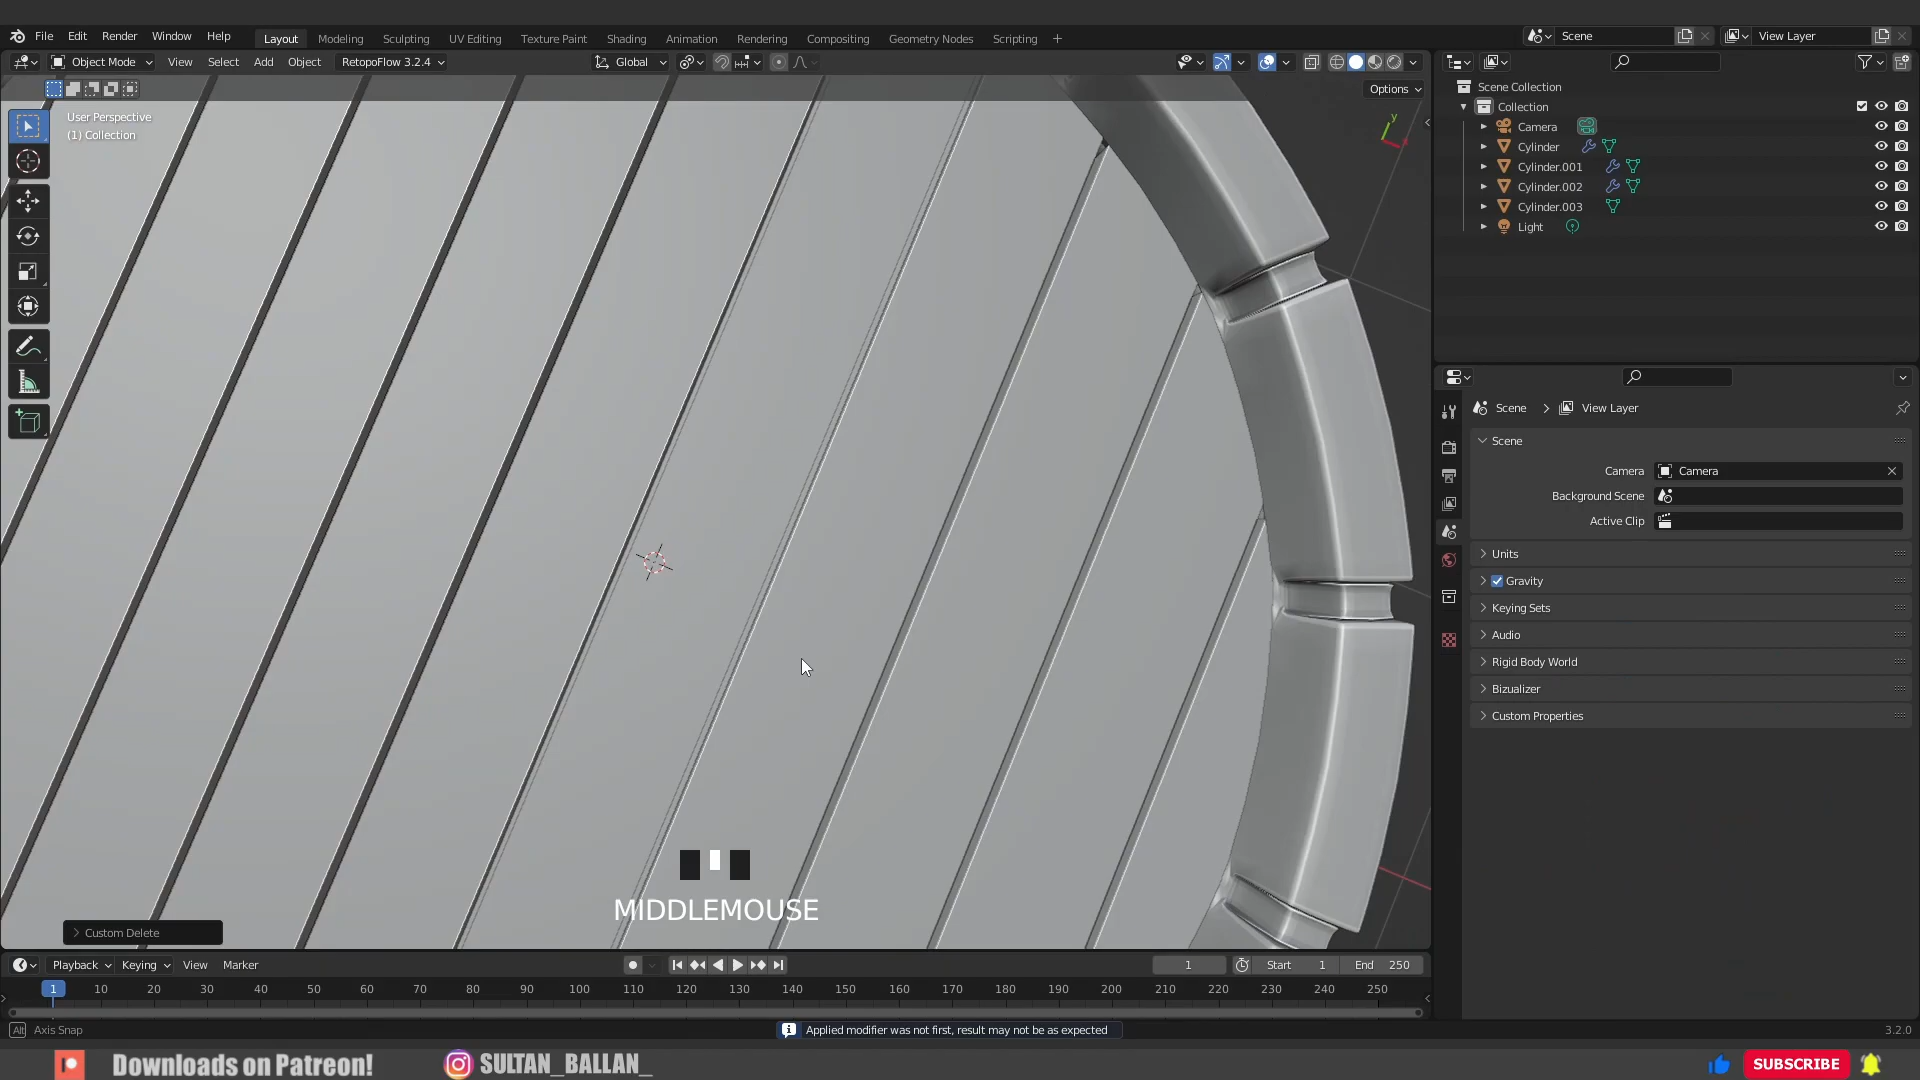 File Edit Render Window Help Layout Modeling Sculpting UV Editing Texture Paint Shading Animation Rendering Compositing Geometry Nodes Scripting + Scene View Layer
Object Mode View Select Add Object RetopoFlow 3.2.4 Global
Options
User Perspective
(1) Collection
Y
Scene Collection
Collection
Camera
Cylinder
Cylinder.001
Cylinder.002
Cylinder.003
Light
Scene > View Layer
Scene
Camera Camera
Background Scene
Active Clip
Units
Gravity
Keying Sets
Audio
Rigid Body World
Bizualizer
Custom Properties
MIDDLEMOUSE
Custom Delete
Playback Keying View Marker 1 Start 1 End 250
1 10 20 30 40 50 60 70 80 90 100 110 120 130 140 150 160 170 180 190 200 210 220 230 240 250
Alt Axis Snap Applied modifier was not first, result may not be as expected 3.2.0
Downloads on Patreon! SULTAN_BALLAN_ SUBSCRIBE